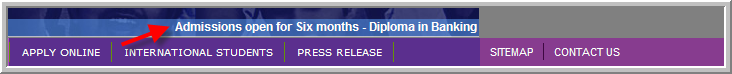 Admissions open for Six months - Diploma in Banking
APPLY ONLINE INTERNATIONAL STUDENTS PRESS RELEASE SITEMAP CONTACT US